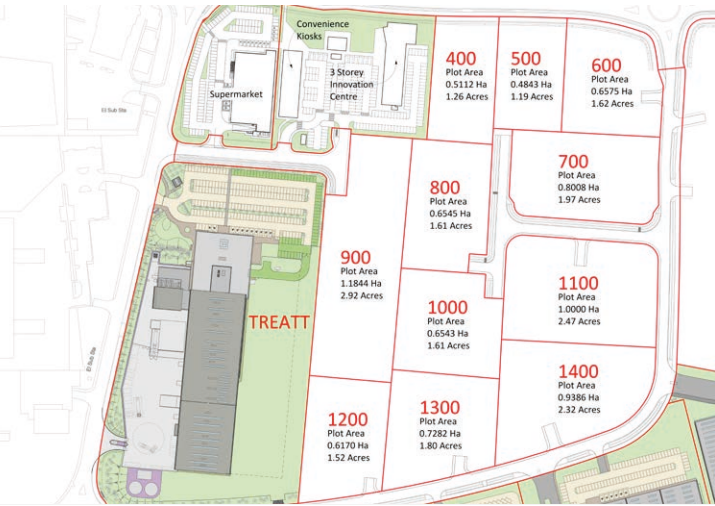 Convenience
Kiosks
400
Plot Area
0.5112 Ha
1.26 Acres
500
Plot Area
0.4843 Ha
1.19 Acres
600
Plot Area
0.6575 Ha
1.62 Acres
Supermarket
3 Storey
Innovation
Centre
El Sub Sta
700
Plot Area
0.8008 Ha
1.97 Acres
800
Plot Area
0.6545 Ha
1.61 Acres
900
Plot Area
1.1844 Ha
2.92 Acres
1000
Plot Area
0.6543 Ha
1.61 Acres
1100
Plot Area
1.0000 Ha
2.47 Acres
TREATT
El Sub Sta
1200
Plot Area
0.6170 Ha
1.52 Acres
1300
Plot Area
0.7282 Ha
1.80 Acres
1400
Plot Area
0.9386 Ha
2.32 Acres